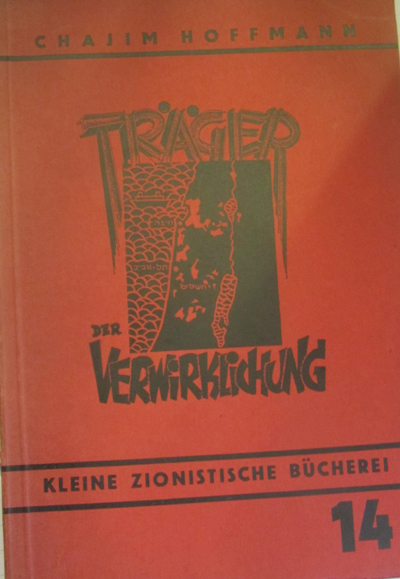 CHAJIM HOFFMANN
TRÄGER
DER
VERWIRKLICHUNG
KLEINE ZIONISTISCHE BÜCHEREI
14